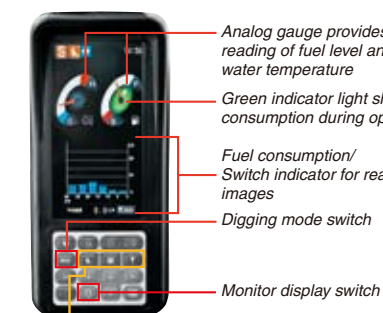 Analog gauge provides
reading of fuel level an
water temperature
Green indicator light sl
consumption during op
Fuel consumption/
Switch indicator for rea
images
Digging mode switch
Monitor display switch